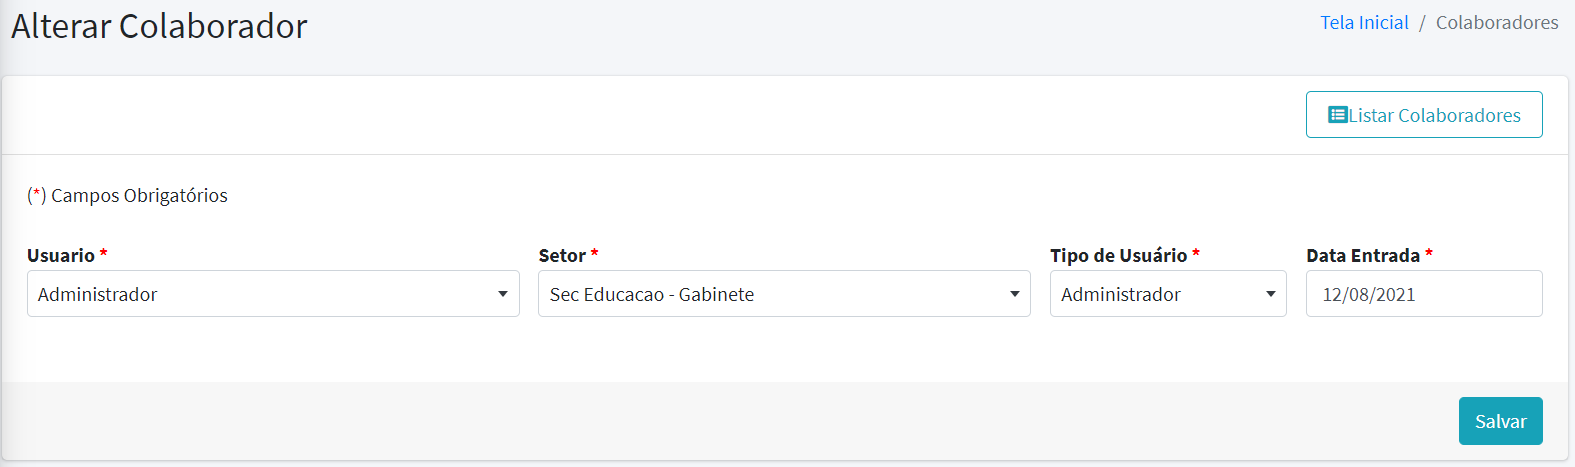 Alterar Colaborador
Tela Inicial / Colaboradores
Listar Colaboradores
(*) Campos Obrigatórios
Usuario * Setor * Tipo de Usuário * Data Entrada *
Administrador Sec Educacao - Gabinete Administrador 12/08/2021
Salvar